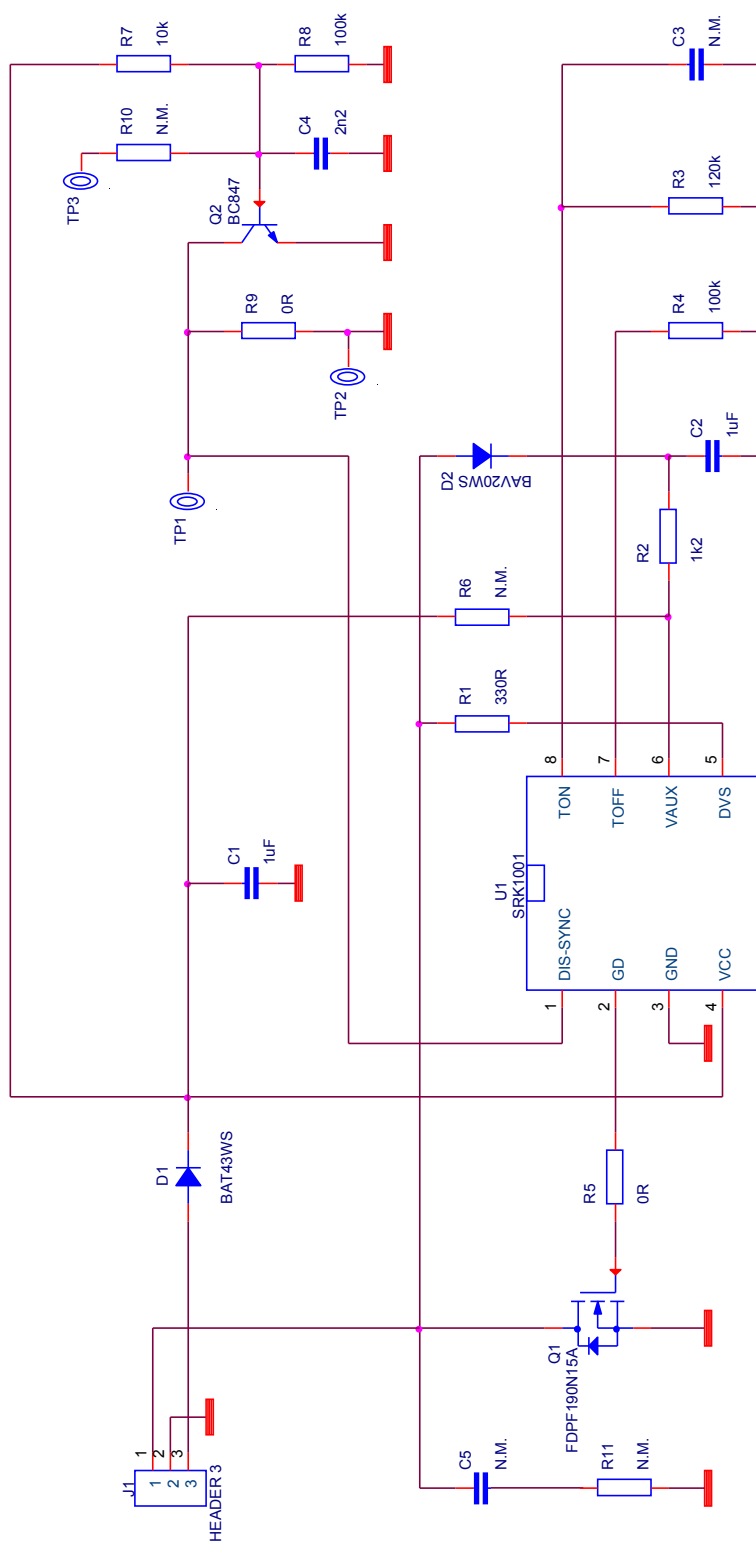 J1
HEADER 3
1
2
3
1
2
3
D1
BAT43WS
C1
1uF
R7
10k
R8
100k
R10
N.M.
TP3
C4
2n2
Q2
BC847
R9
0R
TP2
TP1
D2
BAV20WS
R6
N.M.
R1
330R
R2
1k2
C2
1uF
R4
100k
R3
120k
C3
N.M.
U1
SRK1001
DIS-SYNC
GD
GND
VCC
1
2
3
4
TON
TOFF
VAUX
DVS
8
7
6
5
R5
0R
Q1
FDPF190N15A
C5
N.M.
R11
N.M.